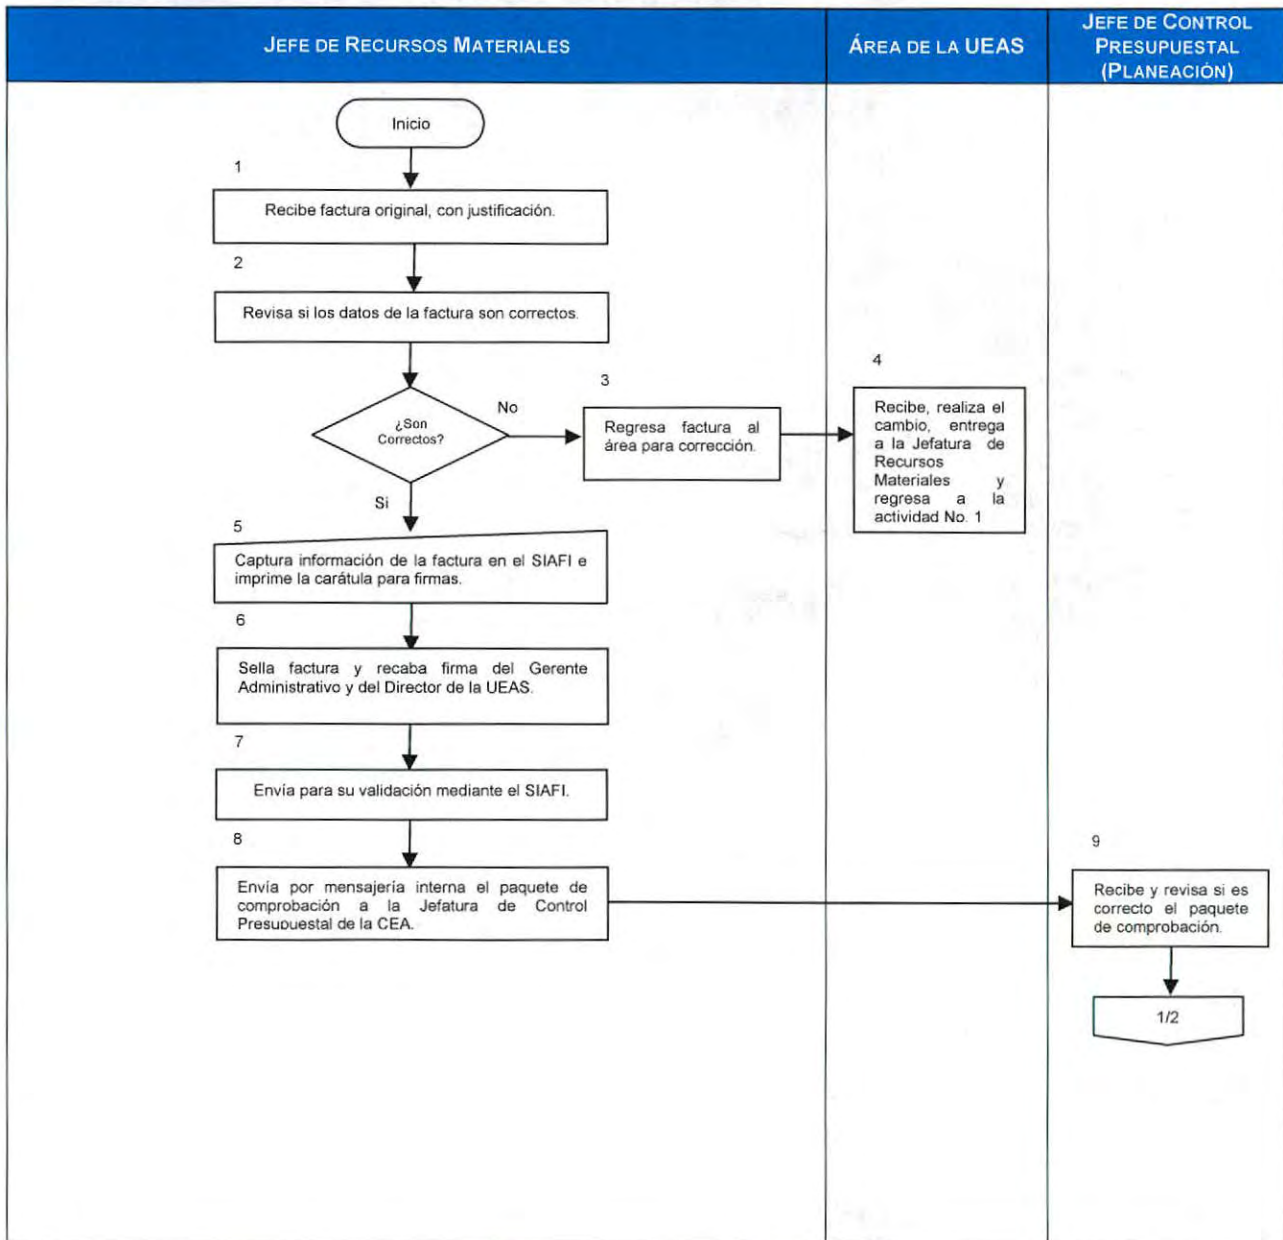 JEFE DE RECURSOS MATERIALES
ÁREA DE LA UEAS
JEFE DE CONTROL
PRESUPUESTAL
(PLANEACIÓN)
Inicio
1
Recibe factura original, con justificación.
2
Revisa si los datos de la factura son correctos.
¿Son
Correctos?
No
3
Regresa factura al
área para corrección.
4
Recibe, realiza el
cambio, entrega
a la Jefatura de
Recursos
Materiales y
regresa a la
actividad No. 1
Si
5
Captura información de la factura en el SIAFI e
imprime la carátula para firmas.
6
Sella factura y recaba firma del Gerente
Administrativo y del Director de la UEAS.
7
Envía para su validación mediante el SIAFI.
8
Envía por mensajería interna el paquete de
comprobación a la Jefatura de Control
Presupuestal de la CEA.
9
Recibe y revisa si es
correcto el paquete
de comprobación.
1/2